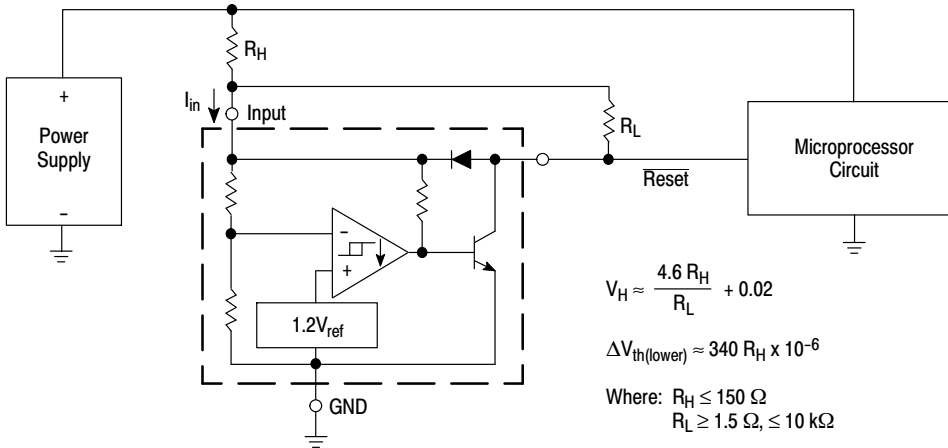 R_H
I_in
Input
+
Power
Supply
−
R_L
Reset
Microprocessor
Circuit
−
+
1.2V_ref
GND
V_H ≈ 4.6 R_H / R_L + 0.02
ΔV_th(lower) ≈ 340 R_H x 10^−6
Where: R_H ≤ 150 Ω
R_L ≥ 1.5 Ω, ≤ 10 kΩ